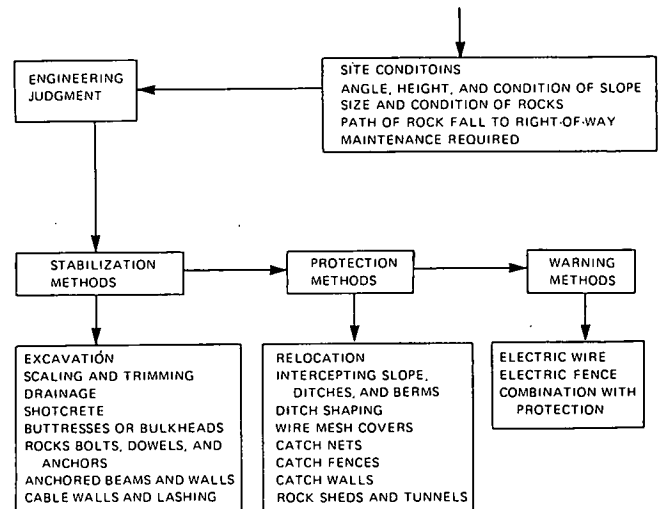 ENGINEERING
JUDGMENT
SITE CONDITOINS
ANGLE, HEIGHT, AND CONDITION OF SLOPE
SIZE AND CONDITION OF ROCKS
PATH OF ROCK FALL TO RIGHT-OF-WAY
MAINTENANCE REQUIRED
STABILIZATION
METHODS
PROTECTION
METHODS
WARNING
METHODS
EXCAVATION
SCALING AND TRIMMING
DRAINAGE
SHOTCRETE
BUTTRESSES OR BULKHEADS
ROCKS BOLTS, DOWELS, AND
ANCHORS
ANCHORED BEAMS AND WALLS
CABLE WALLS AND LASHING
RELOCATION
INTERCEPTING SLOPE,
DITCHES, AND BERMS
DITCH SHAPING
WIRE MESH COVERS
CATCH NETS
CATCH FENCES
CATCH WALLS
ROCK SHEDS AND TUNNELS
ELECTRIC WIRE
ELECTRIC FENCE
COMBINATION WITH
PROTECTION